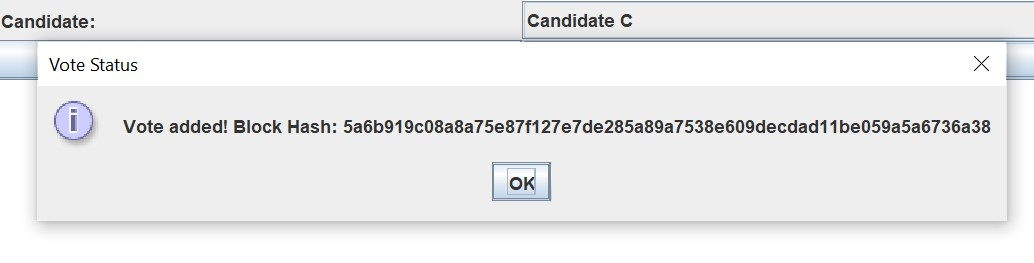 Candidate:
Candidate C
Vote Status
Vote added! Block Hash: 5a6b919c08a8a75e87f127e7de285a89a7538e609decdad11be059a5a6736a38
OK